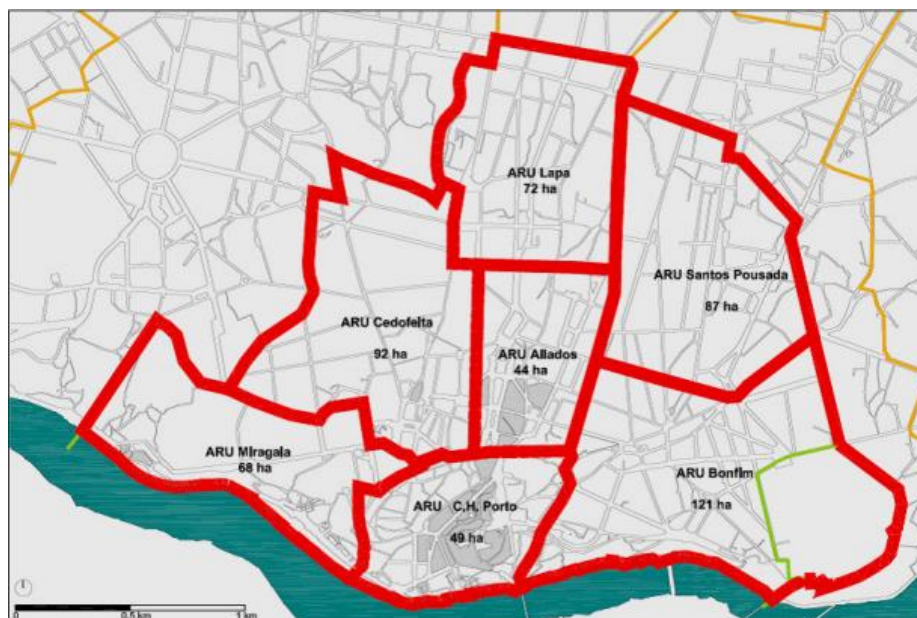 ARU Lapa
72 ha
ARU Santos Pousada
87 ha
ARU Cedofeita
92 ha
ARU Aliados
44 ha
ARU Miragaia
68 ha
ARU Bonfim
121 ha
ARU C.H. Porto
49 ha
0 0.5 km 1 km